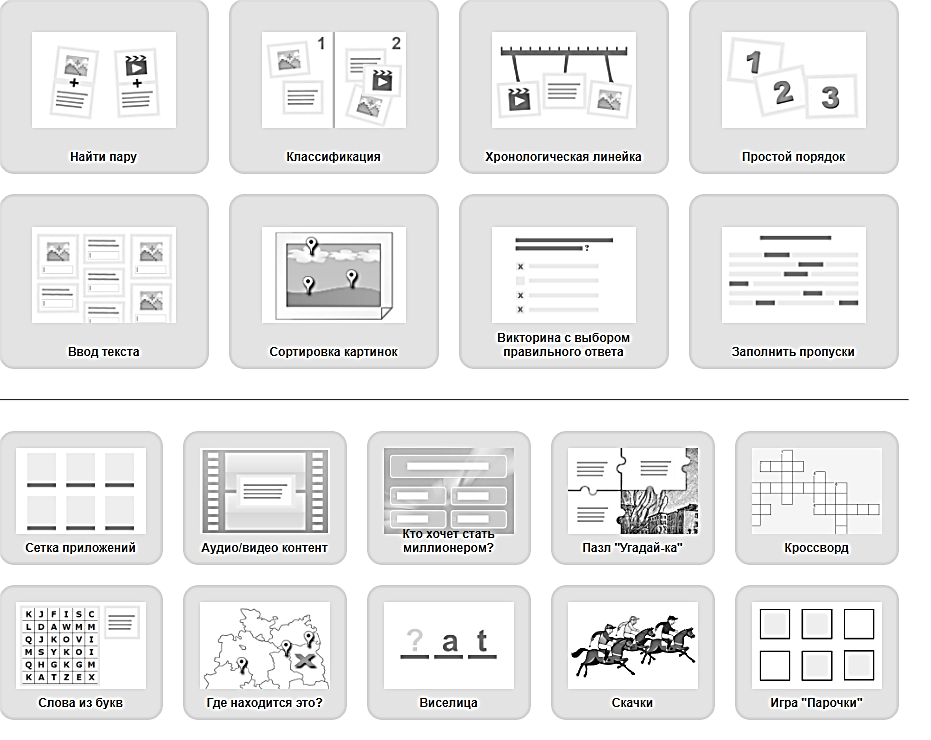 1
2
1
2
3
Найти пару
Классификация
Хронологическая линейка
Простой порядок
?
x
x
x
Ввод текста
Сортировка картинок
Викторина с выбором
правильного ответа
Заполнить пропуски
Сетка приложений
Аудио/видео контент
Кто хочет стать
миллионером?
Пазл "Угадай-ка"
Кроссворд
K J F I S C
L D A W M M
Q J K O V I
M S Y K O I
Q H G K G M
K A T Z E X
? a t
Слова из букв
Где находится это?
Виселица
Скачки
Игра "Парочки"